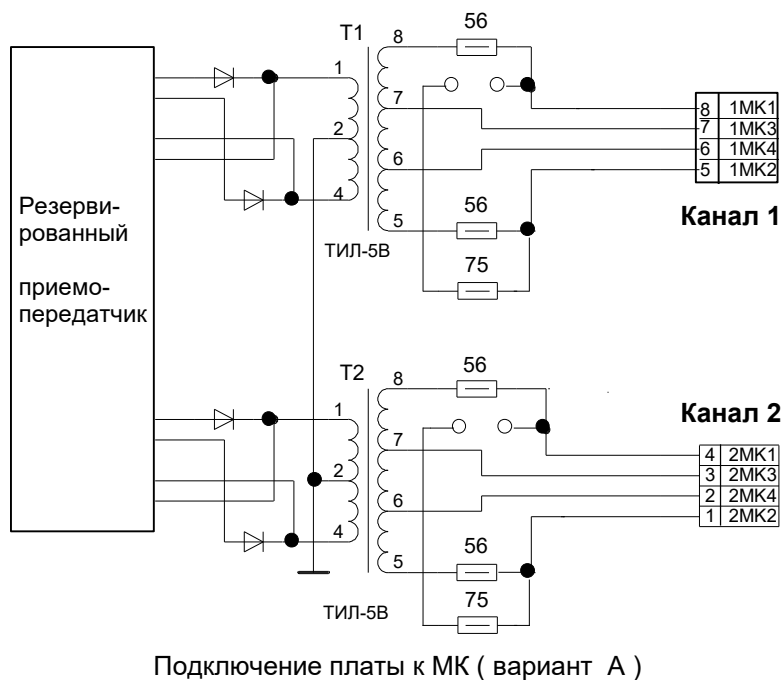 Резерви-
рованный
приемо-
передатчик
T1
1
2
4
8
7
6
5
56
56
75
ТИЛ-5В
8 1МК1
7 1МК3
6 1МК4
5 1МК2
Канал 1
T2
1
2
4
8
7
6
5
56
56
75
ТИЛ-5В
Канал 2
4 2МК1
3 2МК3
2 2МК4
1 2МК2
Подключение платы к МК ( вариант А )